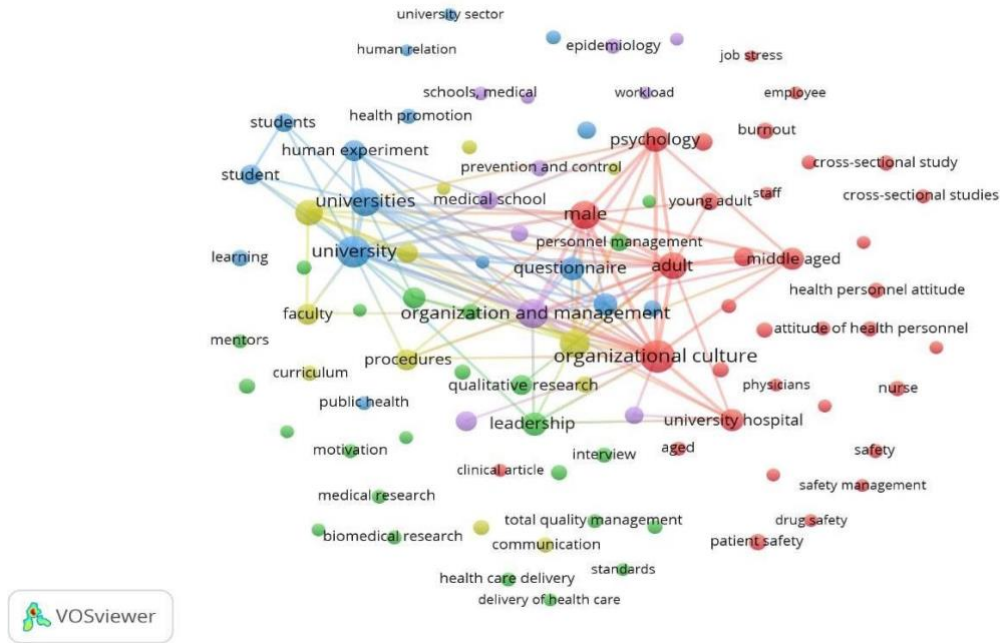 university sector
human relation
epidemiology
job stress
schools, medical
workload
employee
health promotion
students
psychology
burnout
human experiment
prevention and control
cross-sectional study
student
universities
medical school
young adult
staff
cross-sectional studies
male
personnel management
university
learning
questionnaire
adult
middle aged
health personnel attitude
faculty
organization and management
attitude of health personnel
mentors
procedures
organizational culture
curriculum
qualitative research
physicians
nurse
public health
leadership
university hospital
motivation
interview
aged
safety
clinical article
safety management
medical research
biomedical research
total quality management
drug safety
communication
patient safety
health care delivery
standards
delivery of health care
VOSviewer